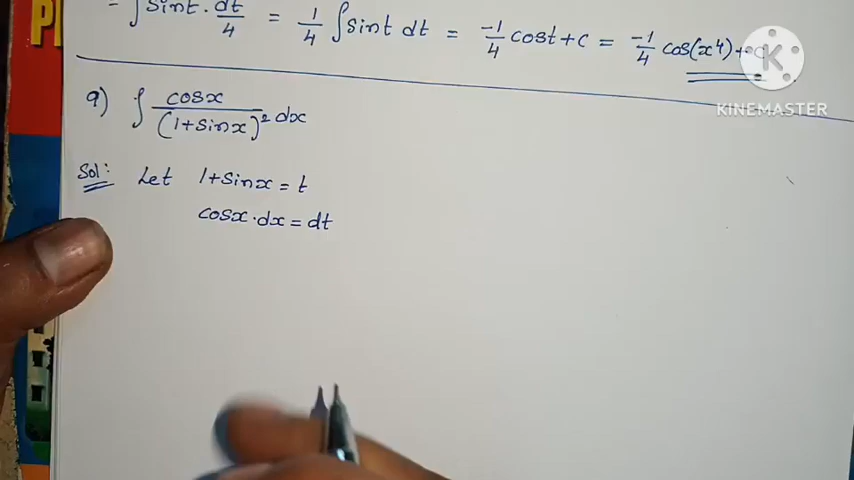 = ∫sint. dt/4 = 1/4 ∫sint dt = -1/4 cost+c = -1/4 cos(x⁴)+c
KINEMASTER
9) ∫ cosx/(1+sinx)² dx
Sol: Let 1+sinx = t
cosx·dx = dt